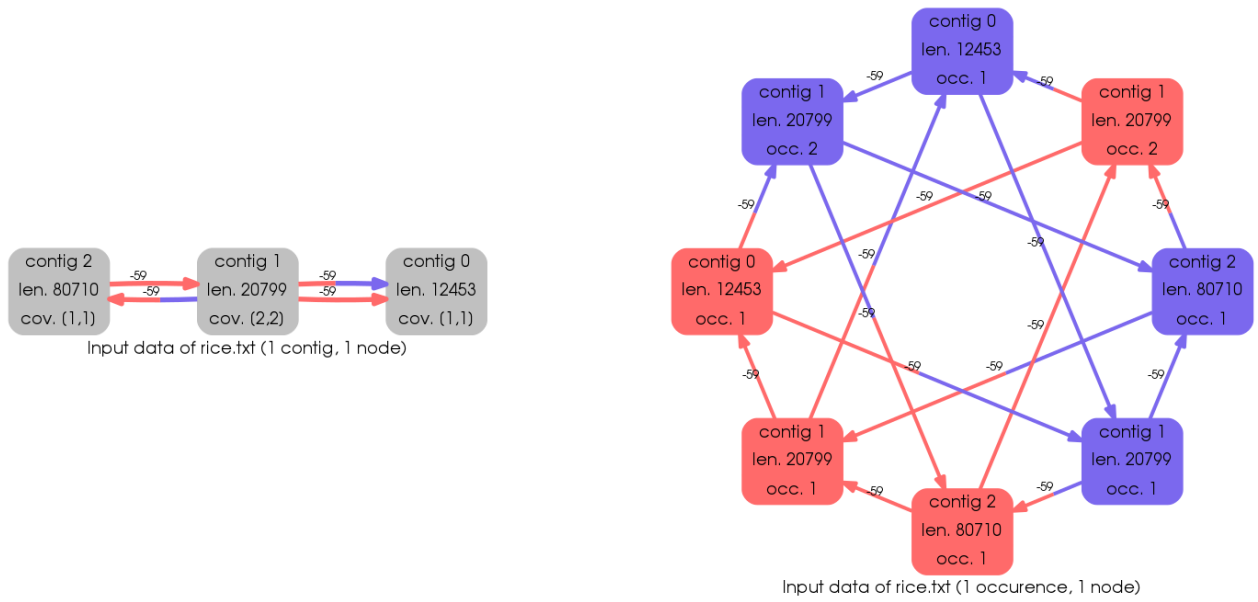 contig 2
len. 80710
cov. (1,1)
-59
-59
contig 1
len. 20799
cov. (2,2)
-59
-59
contig 0
len. 12453
cov. (1,1)
Input data of rice.txt (1 contig, 1 node)
contig 0
len. 12453
occ. 1
-59
-59
contig 1
len. 20799
occ. 2
contig 1
len. 20799
occ. 2
-59
-59
-59
-59
contig 0
len. 12453
occ. 1
-59
-59
contig 2
len. 80710
occ. 1
-59
-59
-59
-59
-59
-59
contig 1
len. 20799
occ. 1
contig 1
len. 20799
occ. 1
-59
-59
contig 2
len. 80710
occ. 1
Input data of rice.txt (1 occurence, 1 node)